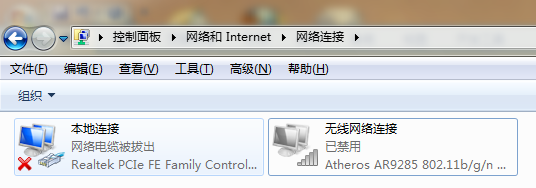 控制面板 ▸ 网络和 Internet ▸ 网络连接 ▸
文件(F) 编辑(E) 查看(V) 工具(T) 高级(N) 帮助(H)
组织 ▼
本地连接
网络电缆被拔出
Realtek PCIe FE Family Control...
无线网络连接
已禁用
Atheros AR9285 802.11b/g/n ...